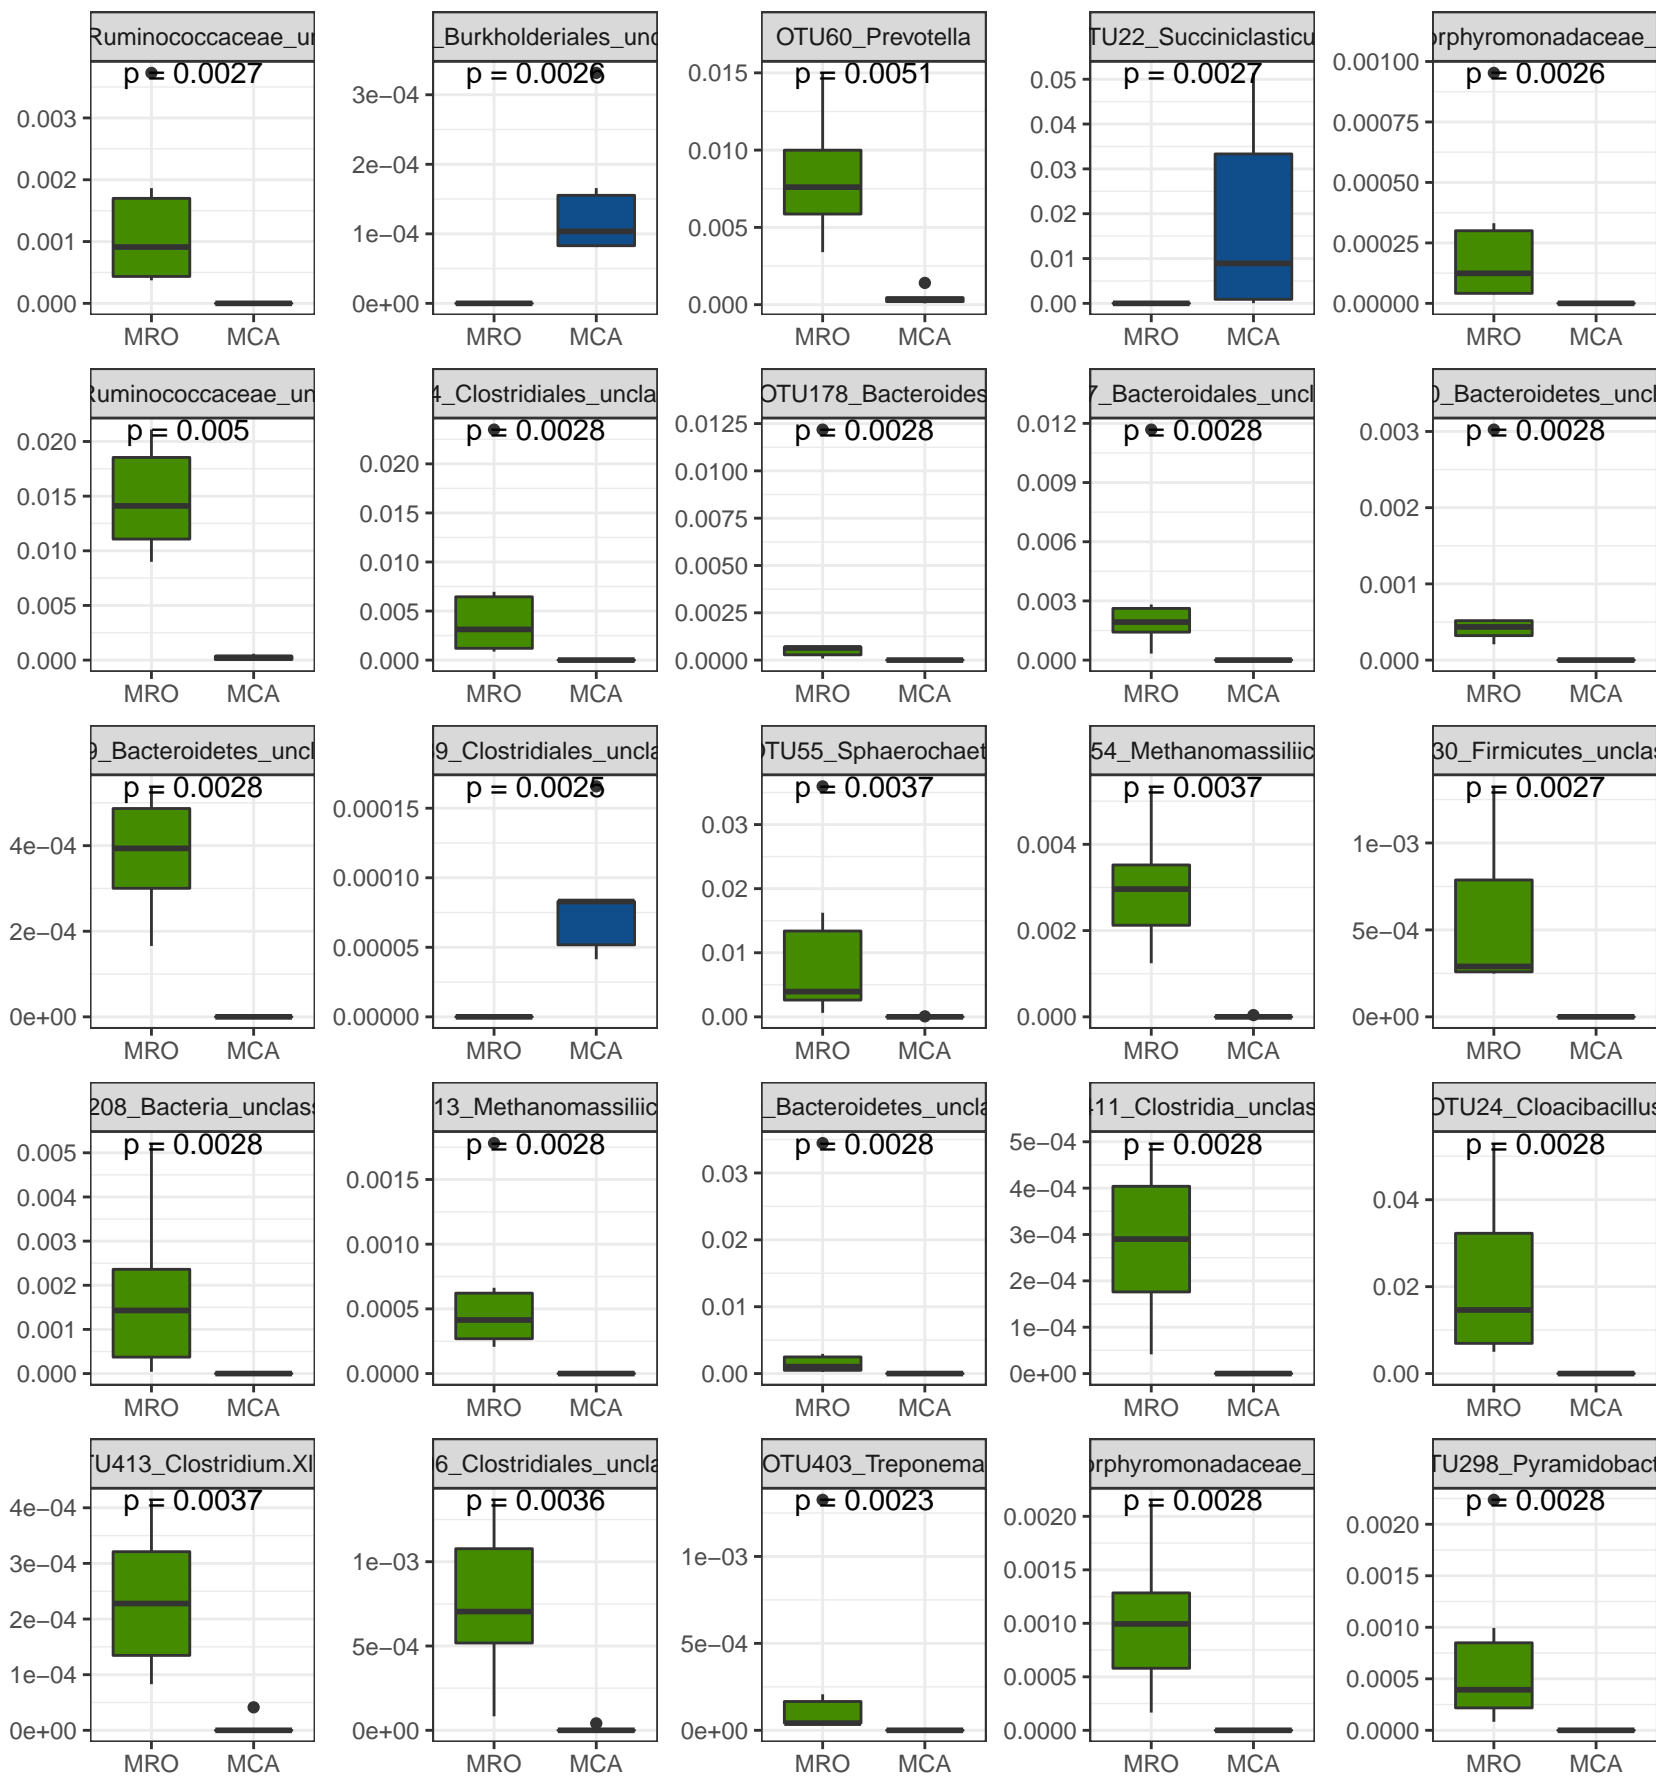 Ruminococcaceae_un
p = 0.0027
0.003
0.002
0.001
0.000
MRO MCA
_Burkholderiales_unc
p = 0.0026
3e−04
2e−04
1e−04
0e+00
MRO MCA
OTU60_Prevotella
p = 0.0051
0.015
0.010
0.005
0.000
MRO MCA
TU22_Succiniclasticu
p = 0.0027
0.05
0.04
0.03
0.02
0.01
0.00
MRO MCA
orphyromonadaceae_
p = 0.0026
0.00100
0.00075
0.00050
0.00025
0.00000
MRO MCA
Ruminococcaceae_un
p = 0.005
0.020
0.015
0.010
0.005
0.000
MRO MCA
4_Clostridiales_uncla
p = 0.0028
0.020
0.015
0.010
0.005
0.000
MRO MCA
OTU178_Bacteroides
p = 0.0028
0.0125
0.0100
0.0075
0.0050
0.0025
0.0000
MRO MCA
7_Bacteroidales_uncl
p = 0.0028
0.012
0.009
0.006
0.003
0.000
MRO MCA
0_Bacteroidetes_uncl
p = 0.0028
0.003
0.002
0.001
0.000
MRO MCA
9_Bacteroidetes_uncl
p = 0.0028
4e−04
2e−04
0e+00
MRO MCA
9_Clostridiales_uncla
p = 0.0025
0.00015
0.00010
0.00005
0.00000
MRO MCA
OTU55_Sphaerochaet
p = 0.0037
0.03
0.02
0.01
0.00
MRO MCA
54_Methanomassiliic
p = 0.0037
0.004
0.002
0.000
MRO MCA
30_Firmicutes_unclas
p = 0.0027
1e−03
5e−04
0e+00
MRO MCA
208_Bacteria_unclass
p = 0.0028
0.005
0.004
0.003
0.002
0.001
0.000
MRO MCA
13_Methanomassiliic
p = 0.0028
0.0015
0.0010
0.0005
0.0000
MRO MCA
_Bacteroidetes_uncla
p = 0.0028
0.03
0.02
0.01
0.00
MRO MCA
411_Clostridia_unclas
p = 0.0028
5e−04
4e−04
3e−04
2e−04
1e−04
0e+00
MRO MCA
OTU24_Cloacibacillus
p = 0.0028
0.04
0.02
0.00
MRO MCA
TU413_Clostridium.XI
p = 0.0037
4e−04
3e−04
2e−04
1e−04
0e+00
MRO MCA
6_Clostridiales_uncla
p = 0.0036
1e−03
5e−04
0e+00
MRO MCA
OTU403_Treponema
p = 0.0023
1e−03
5e−04
0e+00
MRO MCA
orphyromonadaceae_
p = 0.0028
0.0020
0.0015
0.0010
0.0005
0.0000
MRO MCA
TU298_Pyramidobact
p = 0.0028
0.0020
0.0015
0.0010
0.0005
0.0000
MRO MCA